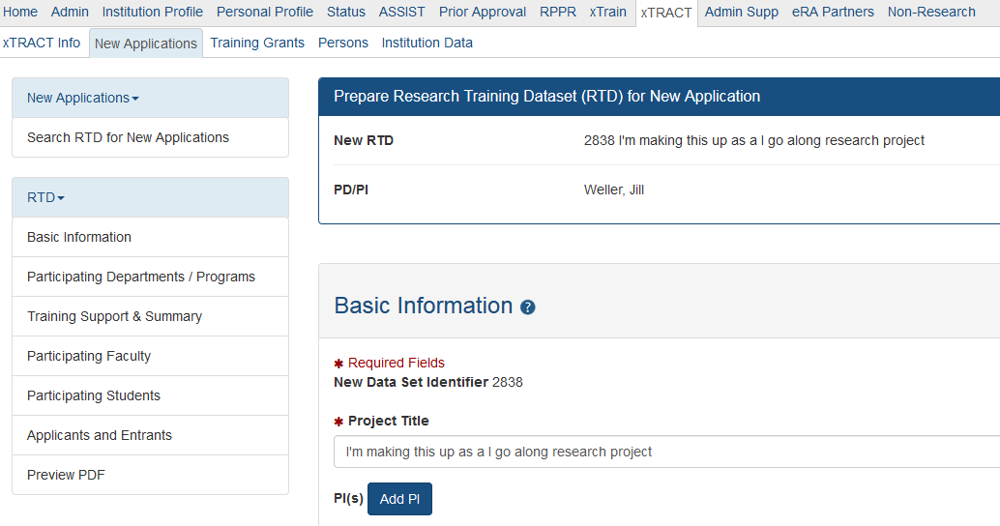 Home Admin Institution Profile Personal Profile Status ASSIST Prior Approval RPPR xTrain xTRACT Admin Supp eRA Partners Non-Research
xTRACT Info New Applications Training Grants Persons Institution Data
New Applications
Search RTD for New Applications
RTD
Basic Information
Participating Departments / Programs
Training Support & Summary
Participating Faculty
Participating Students
Applicants and Entrants
Preview PDF
Prepare Research Training Dataset (RTD) for New Application
New RTD 2838 I'm making this up as a I go along research project
PD/PI Weller, Jill
Basic Information ?
✱ Required Fields
New Data Set Identifier 2838
✱ Project Title
I'm making this up as a I go along research project
PI(s) Add PI